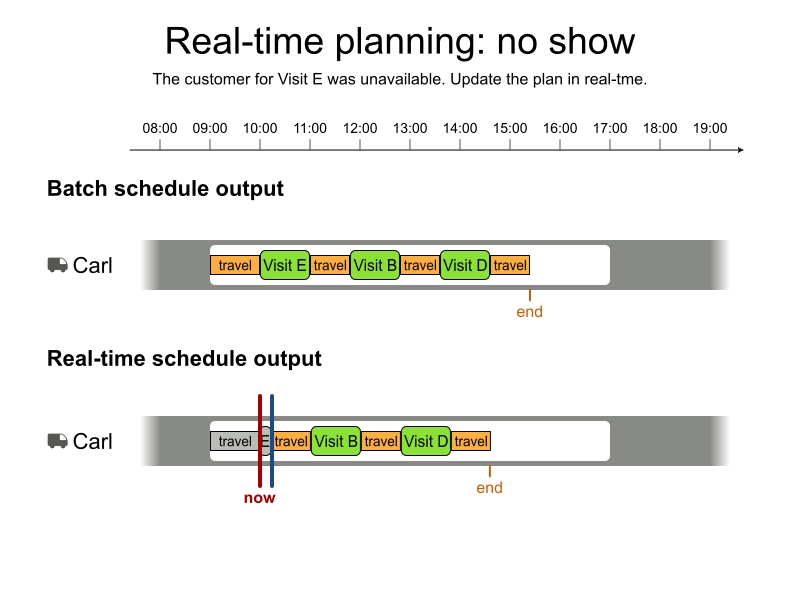 Real-time planning: no show
The customer for Visit E was unavailable. Update the plan in real-tme.
08:00 09:00 10:00 11:00 12:00 13:00 14:00 15:00 16:00 17:00 18:00 19:00
Batch schedule output
Carl travel Visit E travel Visit B travel Visit D travel
end
Real-time schedule output
Carl travel E travel Visit B travel Visit D travel
end
now